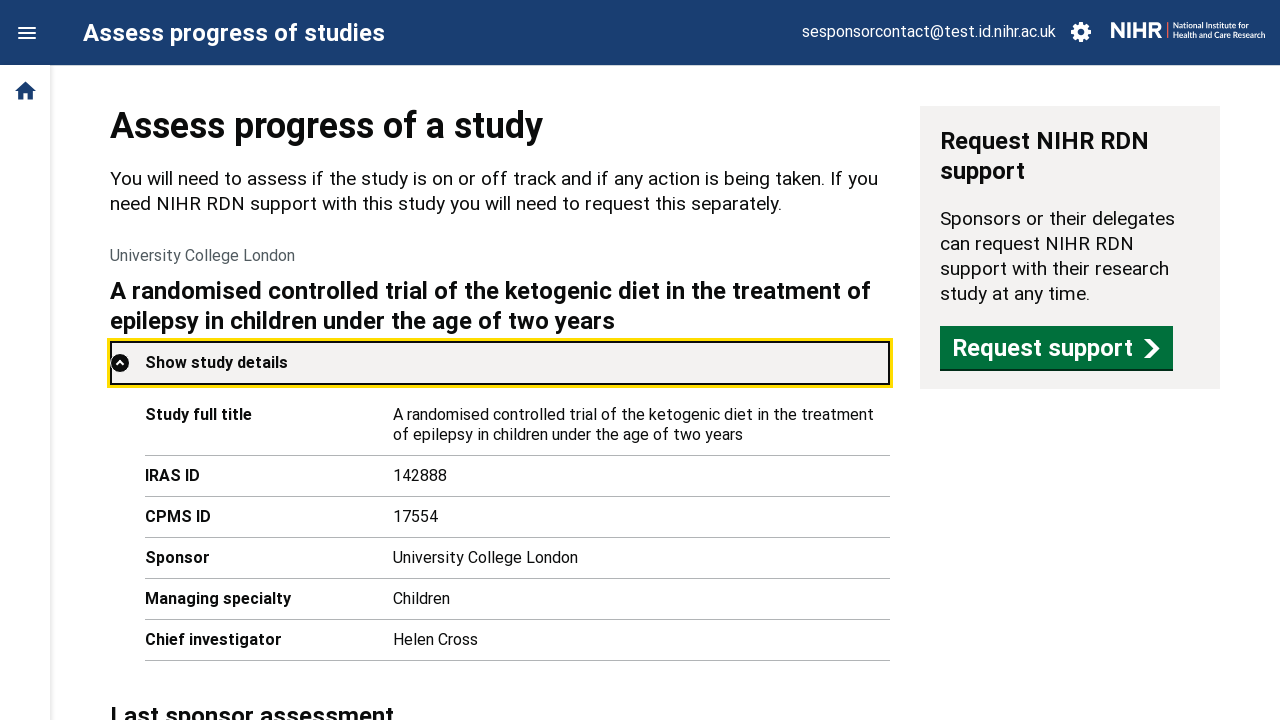 Assess progress of studies
sesponsorcontact@test.id.nihr.ac.uk
NIHR
National Institute for
Health and Care Research
Assess progress of a study
You will need to assess if the study is on or off track and if any action is being taken. If you
need NIHR RDN support with this study you will need to request this separately.
University College London
A randomised controlled trial of the ketogenic diet in the treatment of
epilepsy in children under the age of two years
Show study details
Study full title
A randomised controlled trial of the ketogenic diet in the treatment
of epilepsy in children under the age of two years
IRAS ID
142888
CPMS ID
17554
Sponsor
University College London
Managing specialty
Children
Chief investigator
Helen Cross
Last sponsor assessment
Request NIHR RDN
support
Sponsors or their delegates
can request NIHR RDN
support with their research
study at any time.
Request support